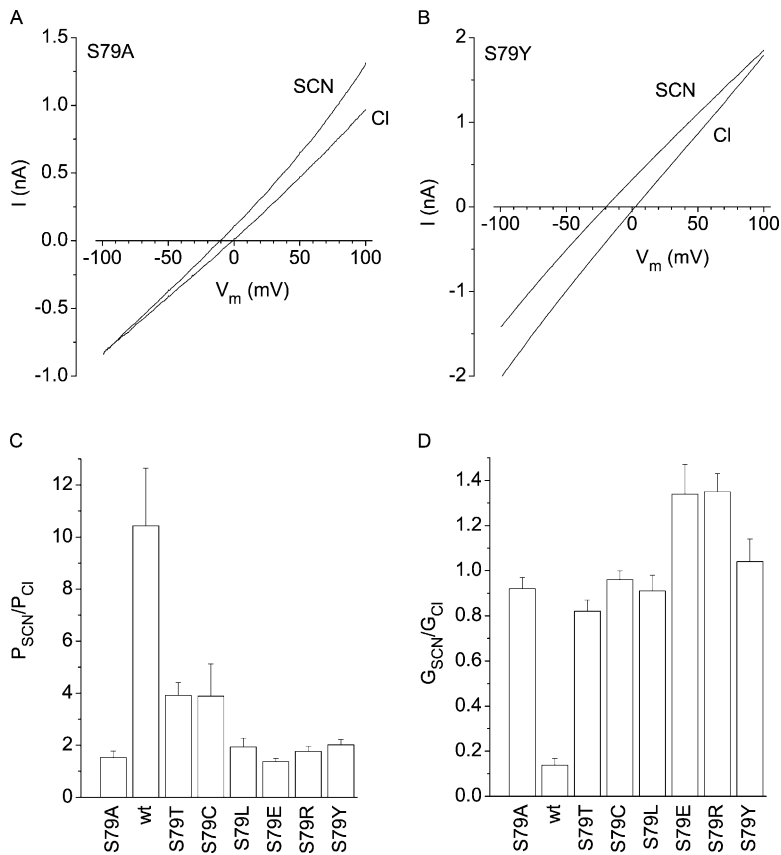 A
S79A
SCN
Cl
I (nA)
1.5
1.0
0.5
0.0
-0.5
-1.0
-100
-50
0
50
100
V_m (mV)
B
S79Y
SCN
Cl
I (nA)
2
1
0
-1
-2
-100
-50
0
50
100
V_m (mV)
C
P_SCN/P_Cl
12
10
8
6
4
2
0
S79A
wt
S79T
S79C
S79L
S79E
S79R
S79Y
D
G_SCN/G_Cl
1.4
1.2
1.0
0.8
0.6
0.4
0.2
0.0
S79A
wt
S79T
S79C
S79L
S79E
S79R
S79Y